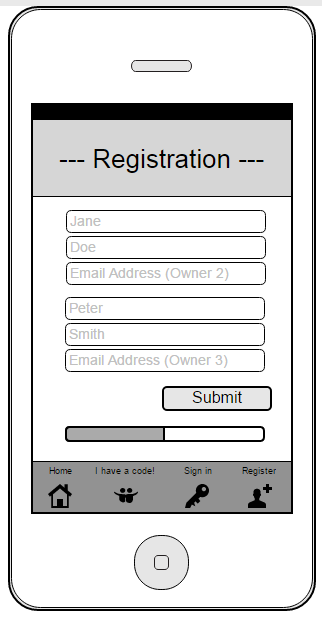 --- Registration ---
Jane
Doe
Email Address (Owner 2)
Peter
Smith
Email Address (Owner 3)
Submit
Home I have a code! Sign in Register